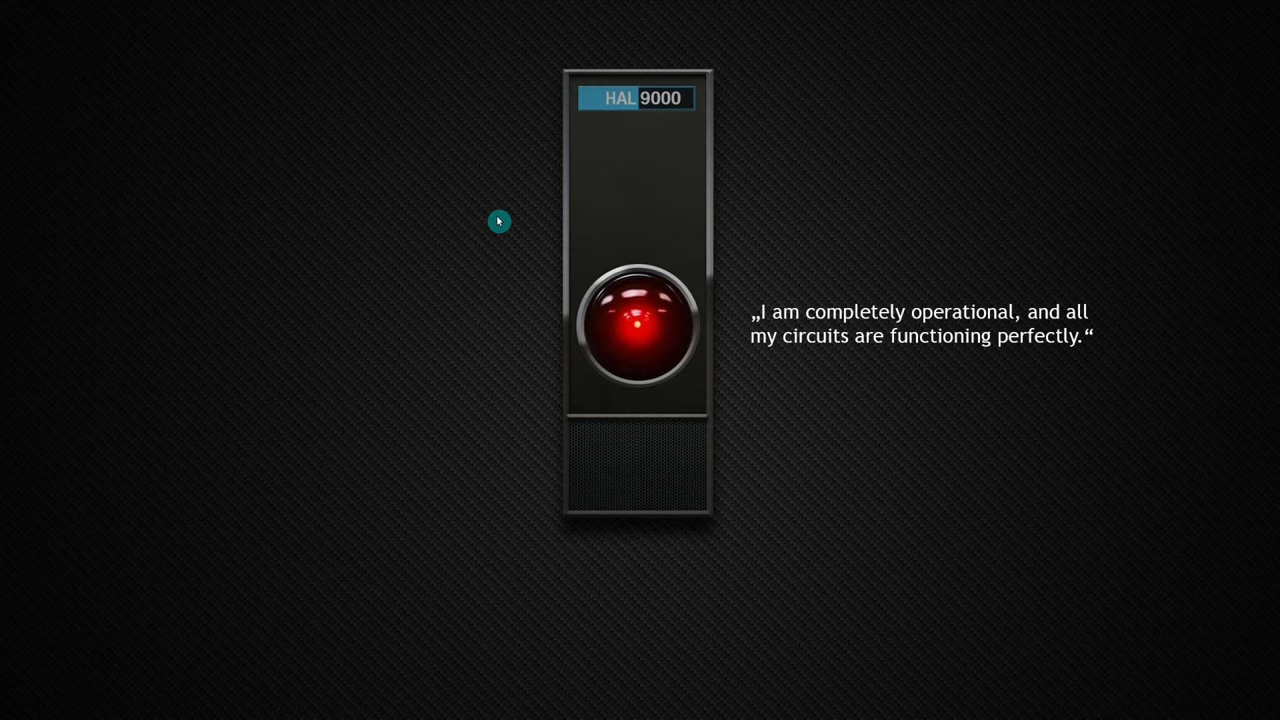 HAL 9000
„I am completely operational, and all
my circuits are functioning perfectly.“